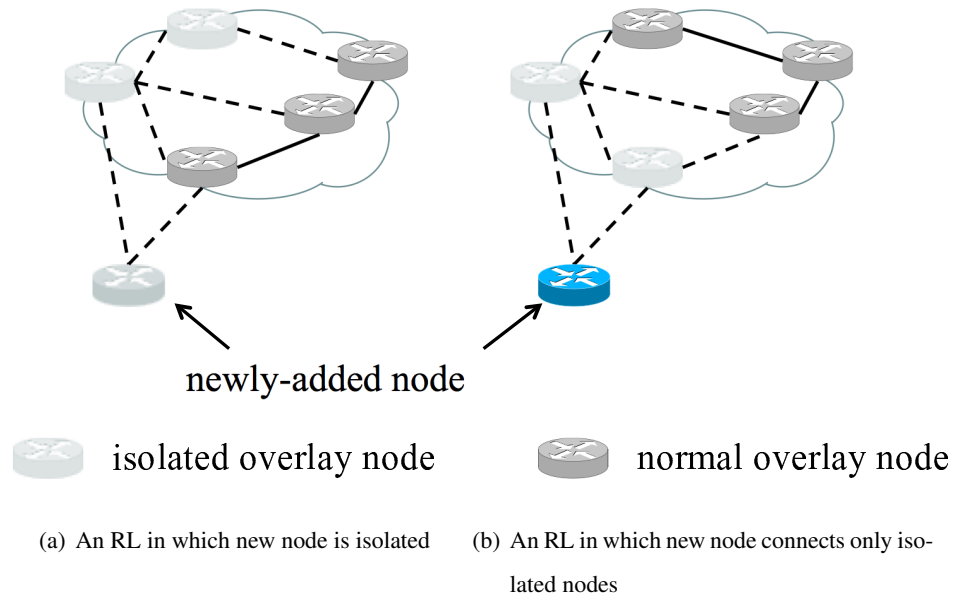 newly-added node
isolated overlay node
normal overlay node
(a) An RL in which new node is isolated
(b) An RL in which new node connects only iso-
lated nodes